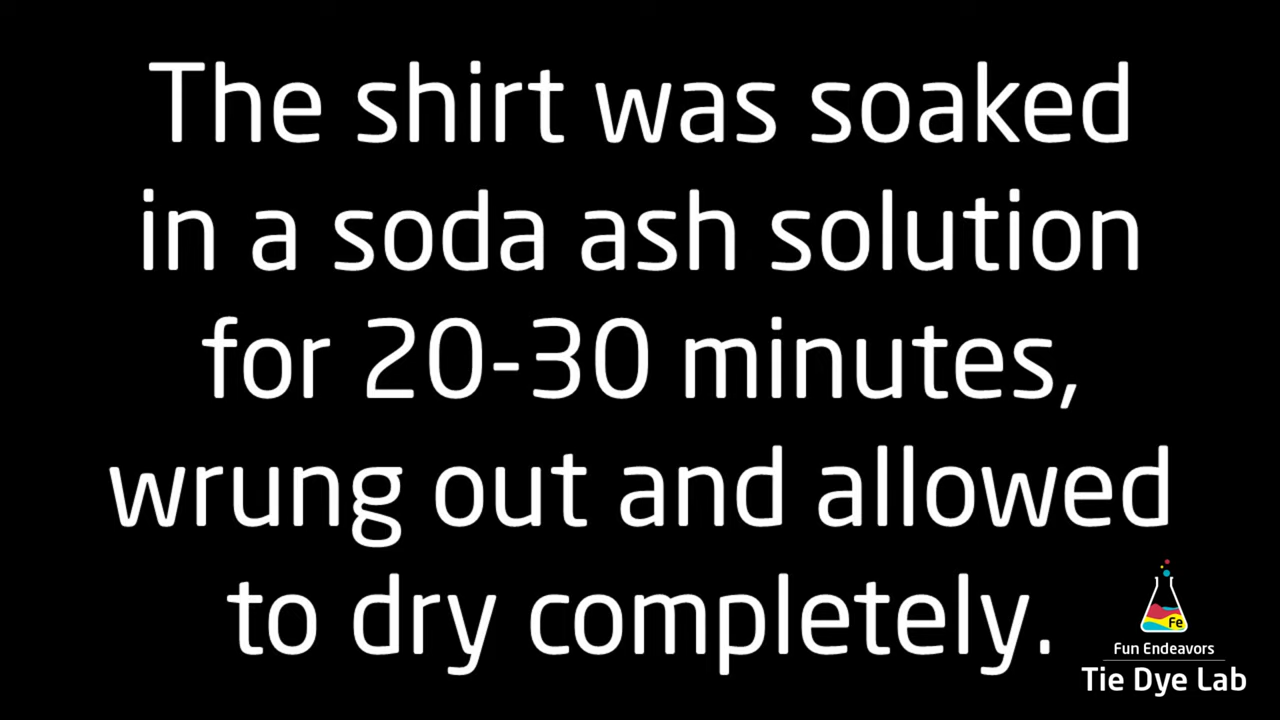 The shirt was soaked
in a soda ash solution
for 20-30 minutes,
wrung out and allowed
to dry completely.
Fe
Fun Endeavors
Tie Dye Lab